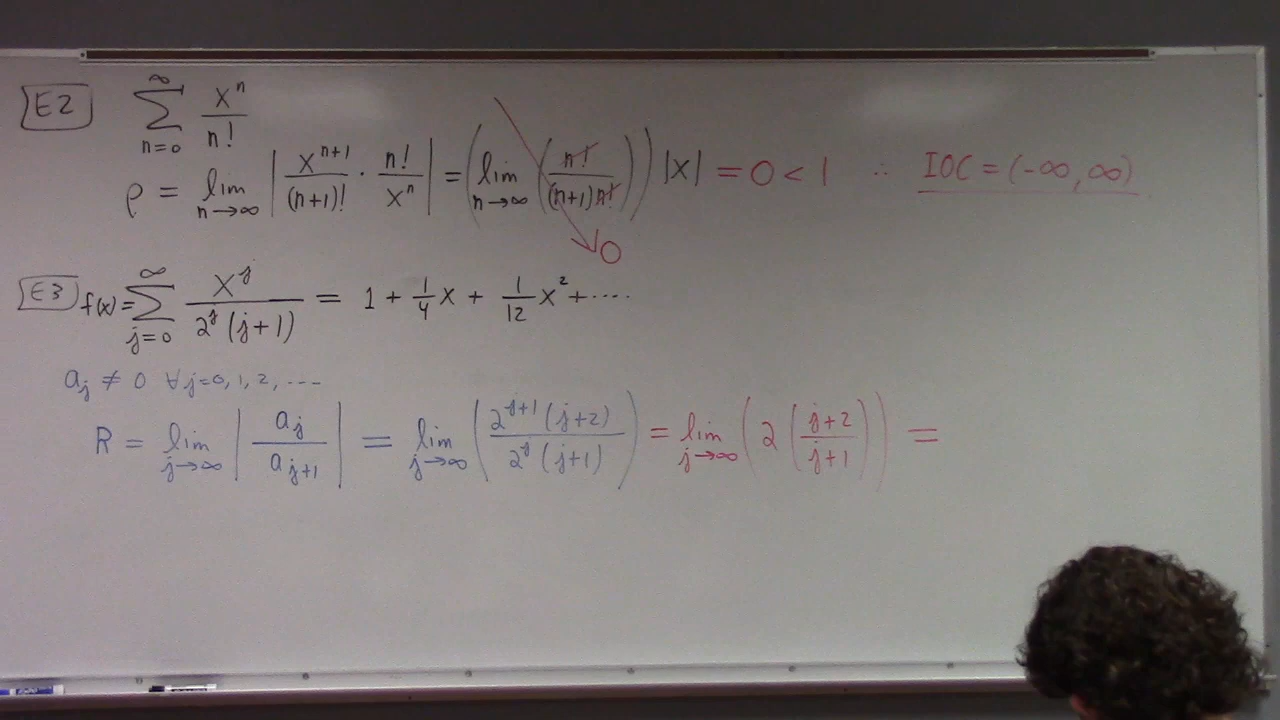 E2 ∑_{n=0}^{∞} x^n/n!
ρ = lim_{n→∞} |x^{n+1}/(n+1)! · n!/x^n| = (lim_{n→∞} (n!/((n+1)n!))) |x| = 0 < 1 ∴ IOC = (-∞, ∞)
0
E3 f(x) = ∑_{j=0}^{∞} x^j/(2^j (j+1)) = 1 + 1/4 x + 1/12 x^2 + ....
a_j ≠ 0 ∀ j=0, 1, 2, ....
R = lim_{j→∞} |a_j/a_{j+1}| = lim_{j→∞} (2^{j+1} (j+2)/(2^j (j+1))) = lim_{j→∞} (2 ((j+2)/(j+1))) =